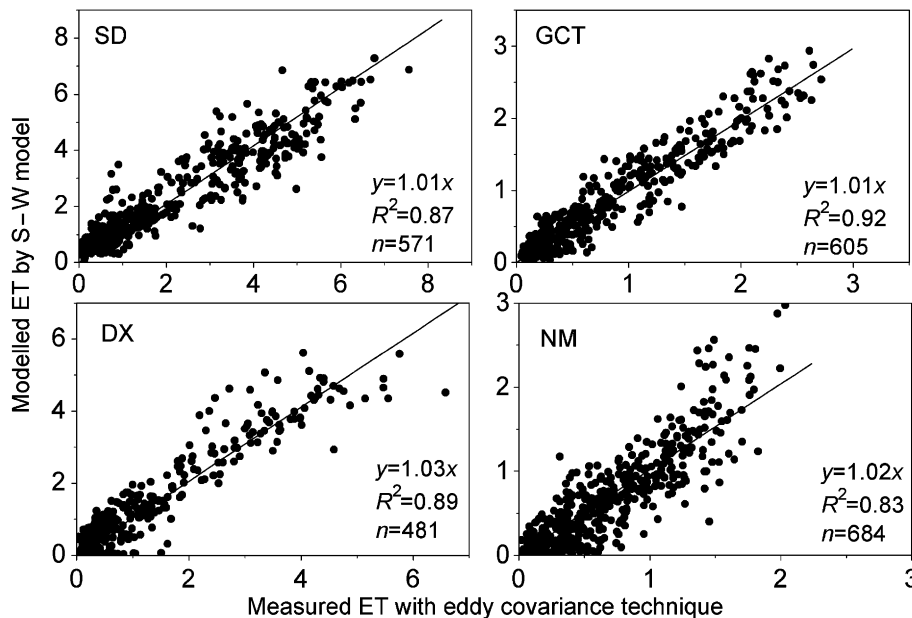 SD
8
6
4
2
0
0
2
4
6
8
y=1.01x
R²=0.87
n=571
GCT
3
2
1
0
0
1
2
3
y=1.01x
R²=0.92
n=605
Modelled ET by S–W model
DX
6
4
2
0
0
2
4
6
y=1.03x
R²=0.89
n=481
NM
3
2
1
0
0
1
2
3
y=1.02x
R²=0.83
n=684
Measured ET with eddy covariance technique